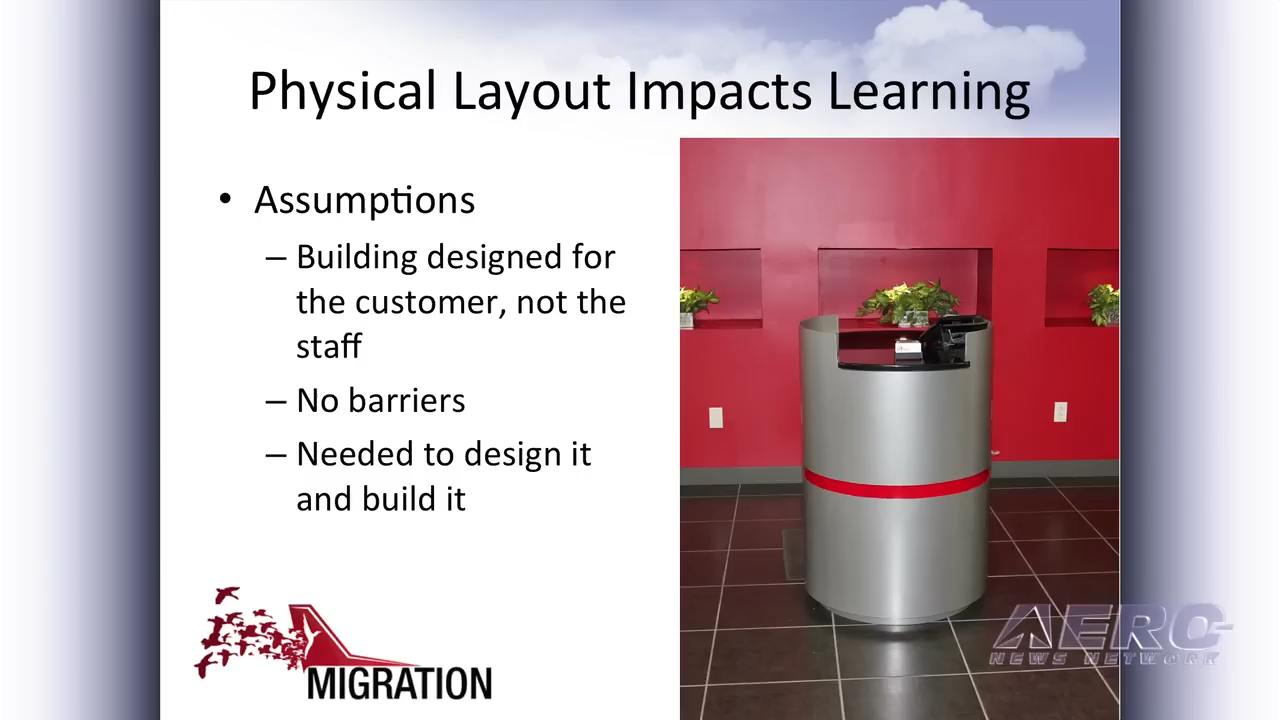 Physical Layout Impacts Learning
• Assumptions
– Building designed for
the customer, not the
staff
– No barriers
– Needed to design it
and build it
MIGRATION
AERO
NEWS NETWORK